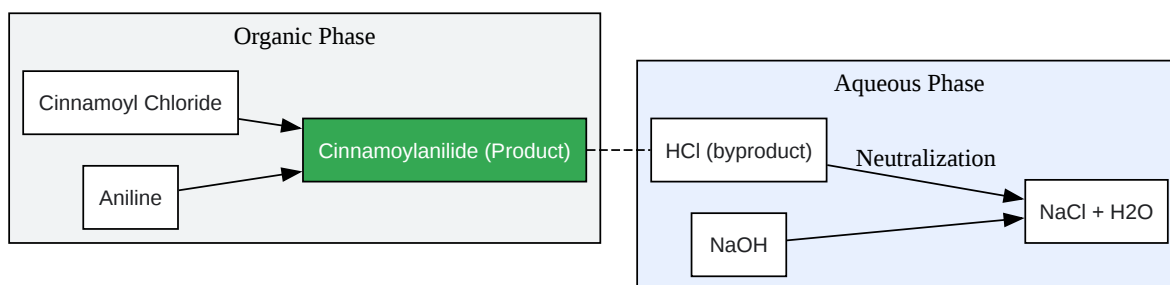 Organic Phase
Cinnamoyl Chloride
Aniline
Cinnamoylanilide (Product)
Aqueous Phase
HCl (byproduct)
Neutralization
NaOH
NaCl + H2O